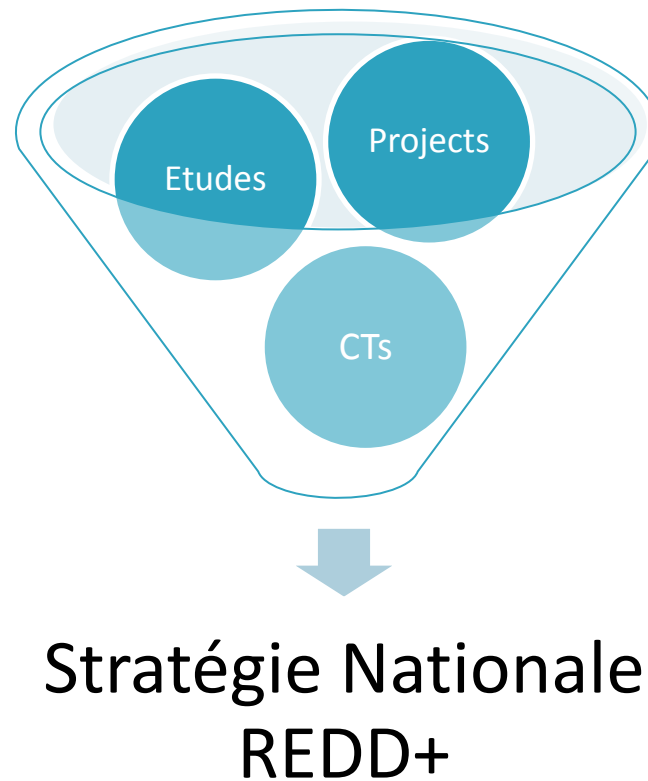 Projects
Etudes
CTs
Stratégie Nationale
REDD+